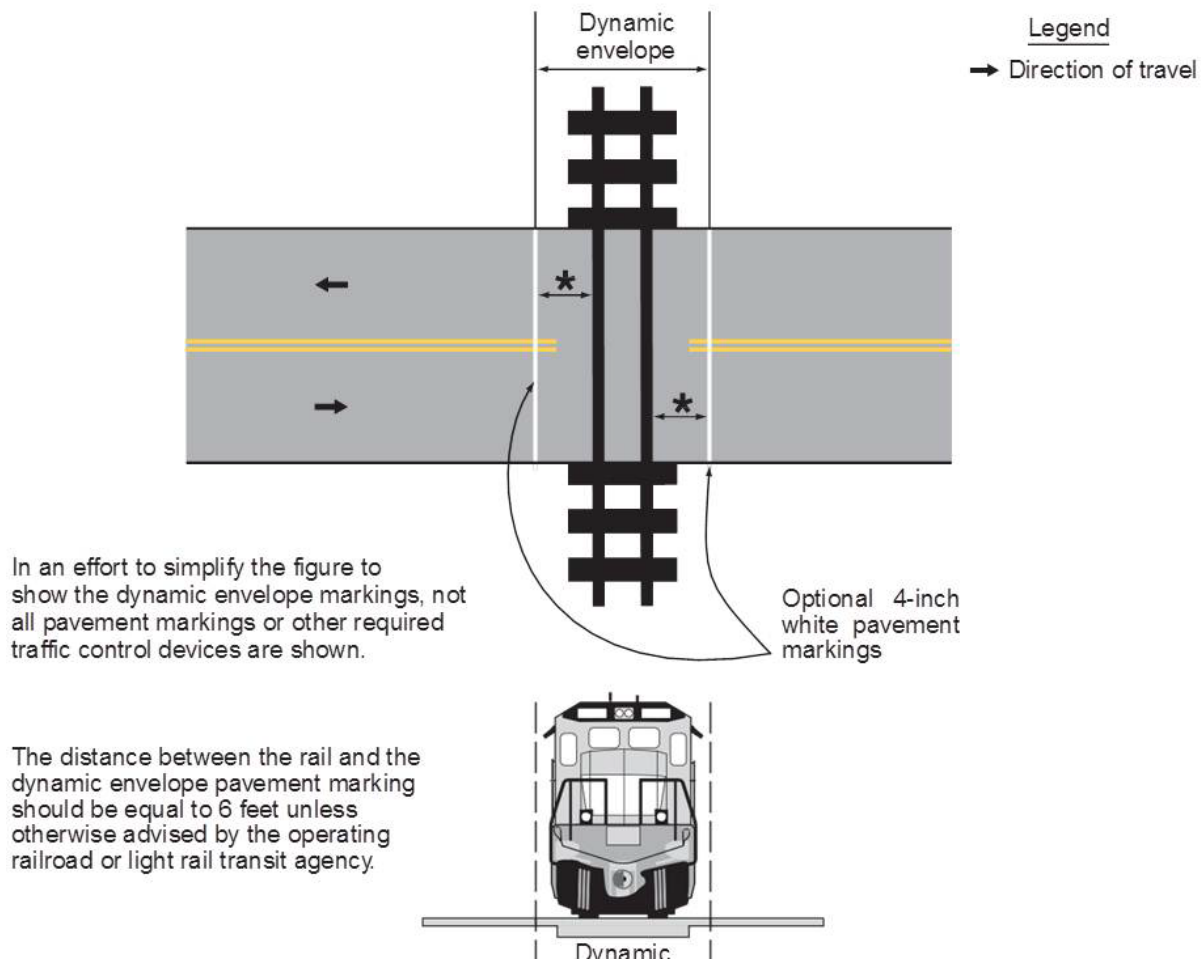 Dynamic
envelope
Legend
→ Direction of travel
*
*
In an effort to simplify the figure to
show the dynamic envelope markings, not
all pavement markings or other required
traffic control devices are shown.
Optional 4-inch
white pavement
markings
The distance between the rail and the
dynamic envelope pavement marking
should be equal to 6 feet unless
otherwise advised by the operating
railroad or light rail transit agency.
Dynamic